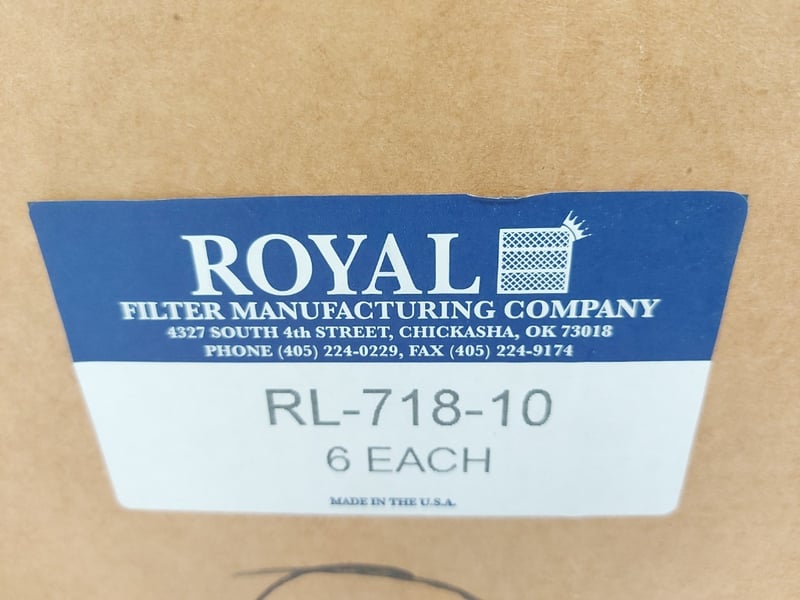 ROYAL
FILTER MANUFACTURING COMPANY
4327 SOUTH 4th STREET, CHICKASHA, OK 73018
PHONE (405) 224-0229, FAX (405) 224-9174
RL-718-10
6 EACH
MADE IN THE U.S.A.